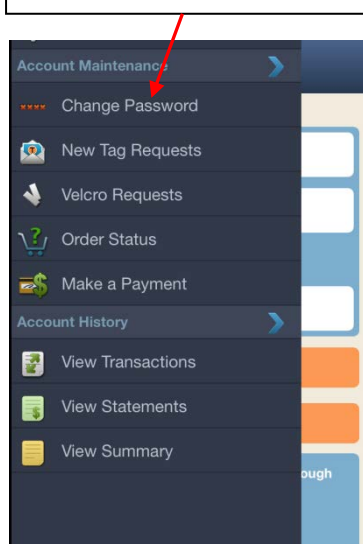 Account Maintenance
Change Password
New Tag Requests
Velcro Requests
Order Status
Make a Payment
Account History
View Transactions
View Statements
View Summary
ough